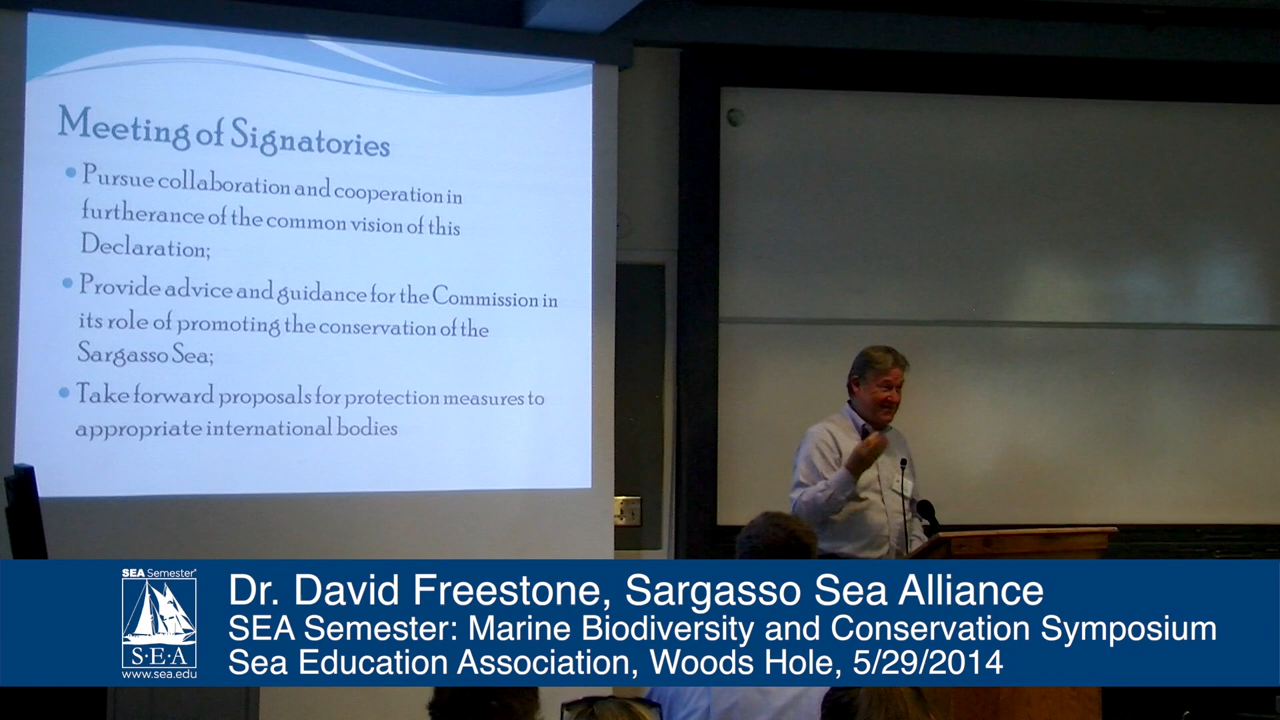 Meeting of Signatories
Pursue collaboration and cooperation in
furtherance of the common vision of this
Declaration;
Provide advice and guidance for the Commission in
its role of promoting the conservation of the
Sargasso Sea;
Take forward proposals for protection measures to
appropriate international bodies
SEA Semester®
S·E·A
www.sea.edu
Dr. David Freestone, Sargasso Sea Alliance
SEA Semester: Marine Biodiversity and Conservation Symposium
Sea Education Association, Woods Hole, 5/29/2014